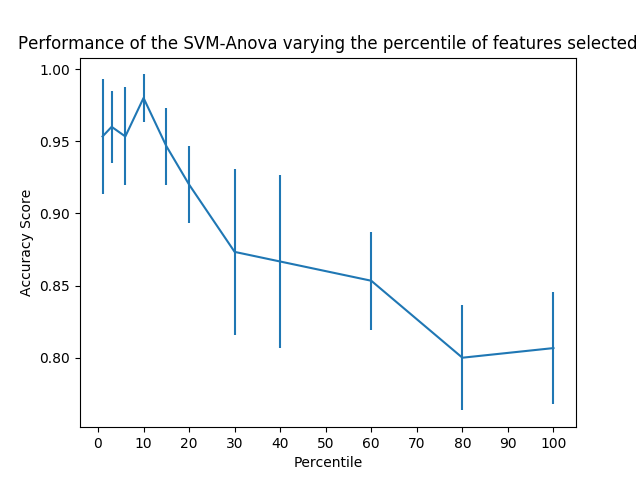 Performance of the SVM-Anova varying the percentile of features selected
1.00
0.95
0.90
0.85
0.80
Accuracy Score
0 10 20 30 40 50 60 70 80 90 100
Percentile